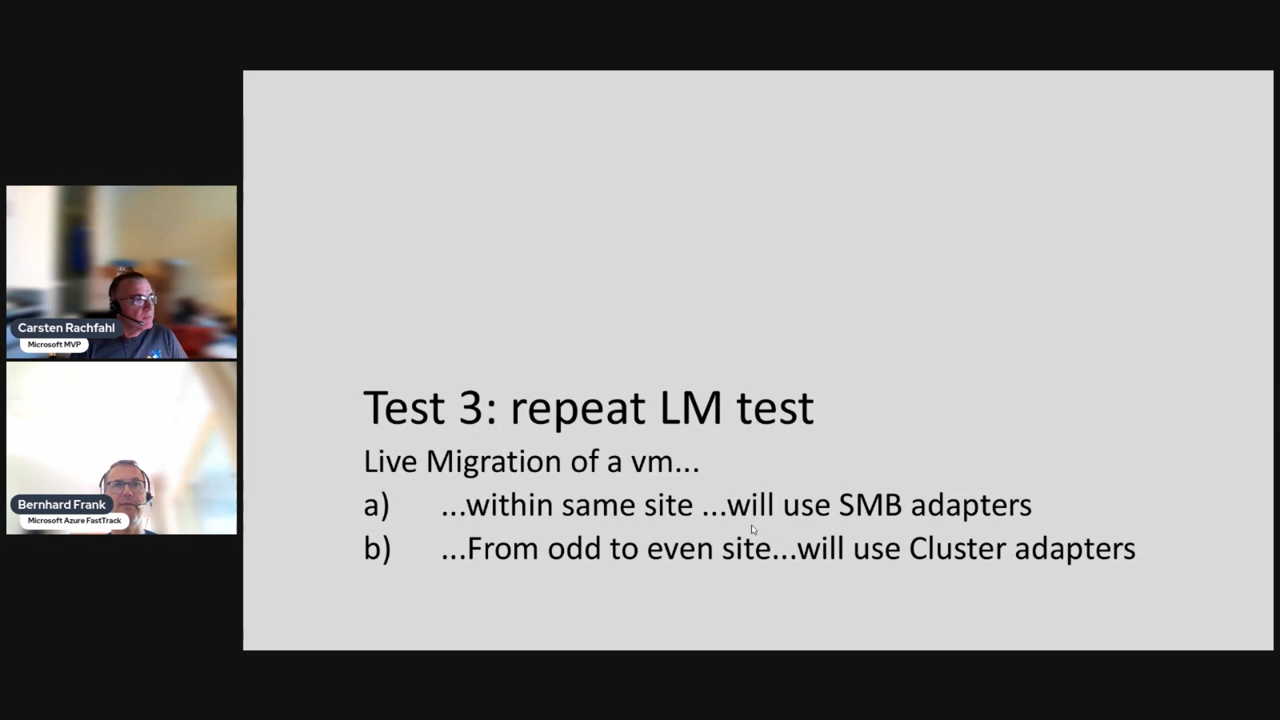 Carsten Rachfahl
Microsoft MVP
Bernhard Frank
Microsoft Azure FastTrack
Test 3: repeat LM test
Live Migration of a vm...
a) ...within same site ...will use SMB adapters
b) ...From odd to even site...will use Cluster adapters